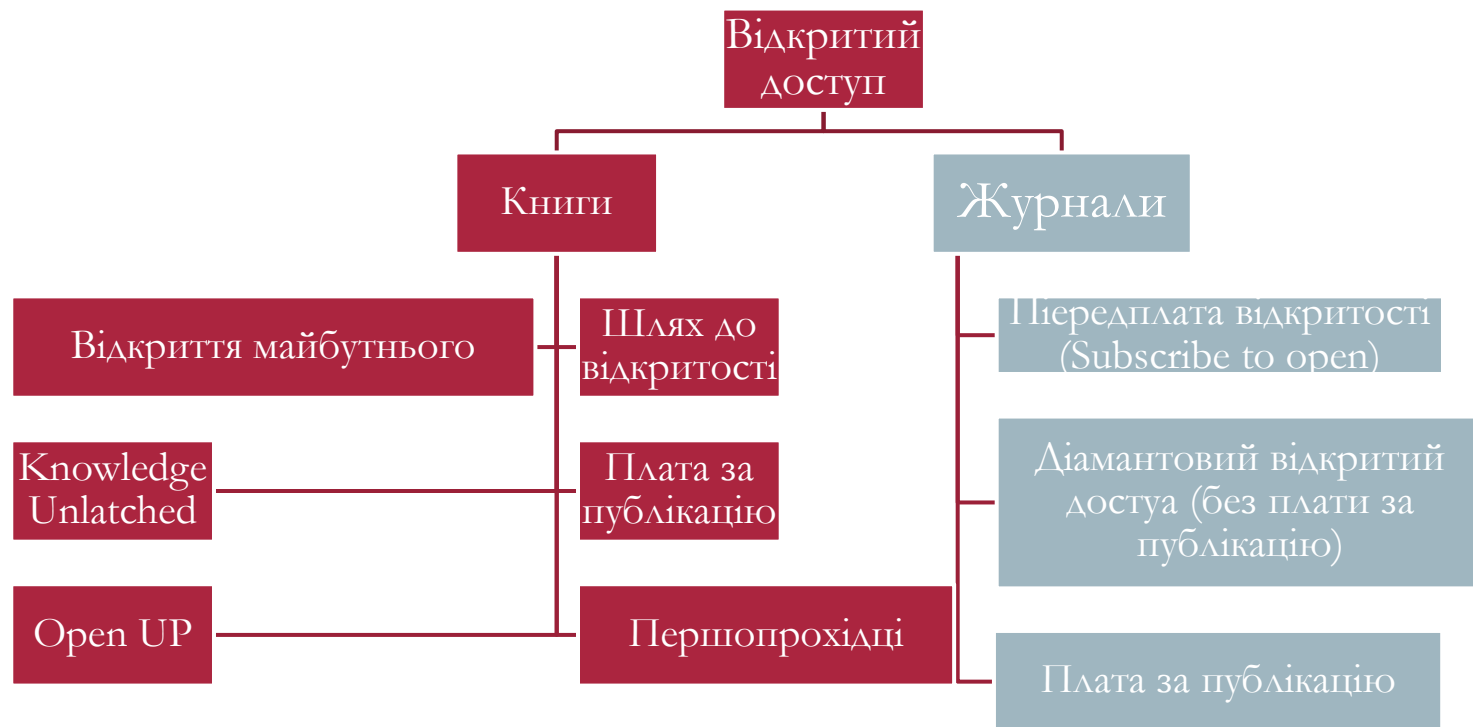 Відкритий
доступ
Книги
Журнали
Відкриття майбутнього
Шлях до
відкритості
Knowledge
Unlatched
Плата за
публікацію
Open UP
Першопрохідці
Піередплата відкритості
(Subscribe to open)
Діамантовий відкритий
достуа (без плати за
публікацію)
Плата за публікацію